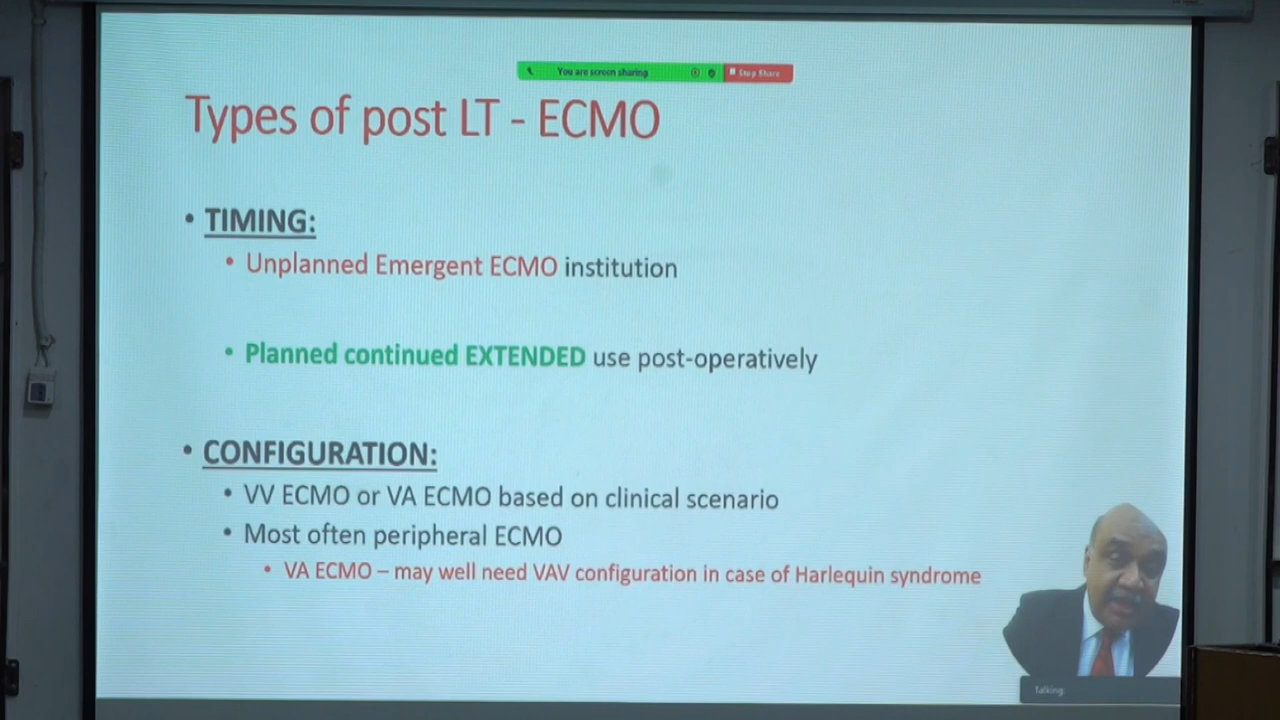 You are screen sharing
Stop Share
Types of post LT - ECMO
• TIMING:
• Unplanned Emergent ECMO institution
• Planned continued EXTENDED use post-operatively
• CONFIGURATION:
• VV ECMO or VA ECMO based on clinical scenario
• Most often peripheral ECMO
• VA ECMO – may well need VAV configuration in case of Harlequin syndrome
Talking: